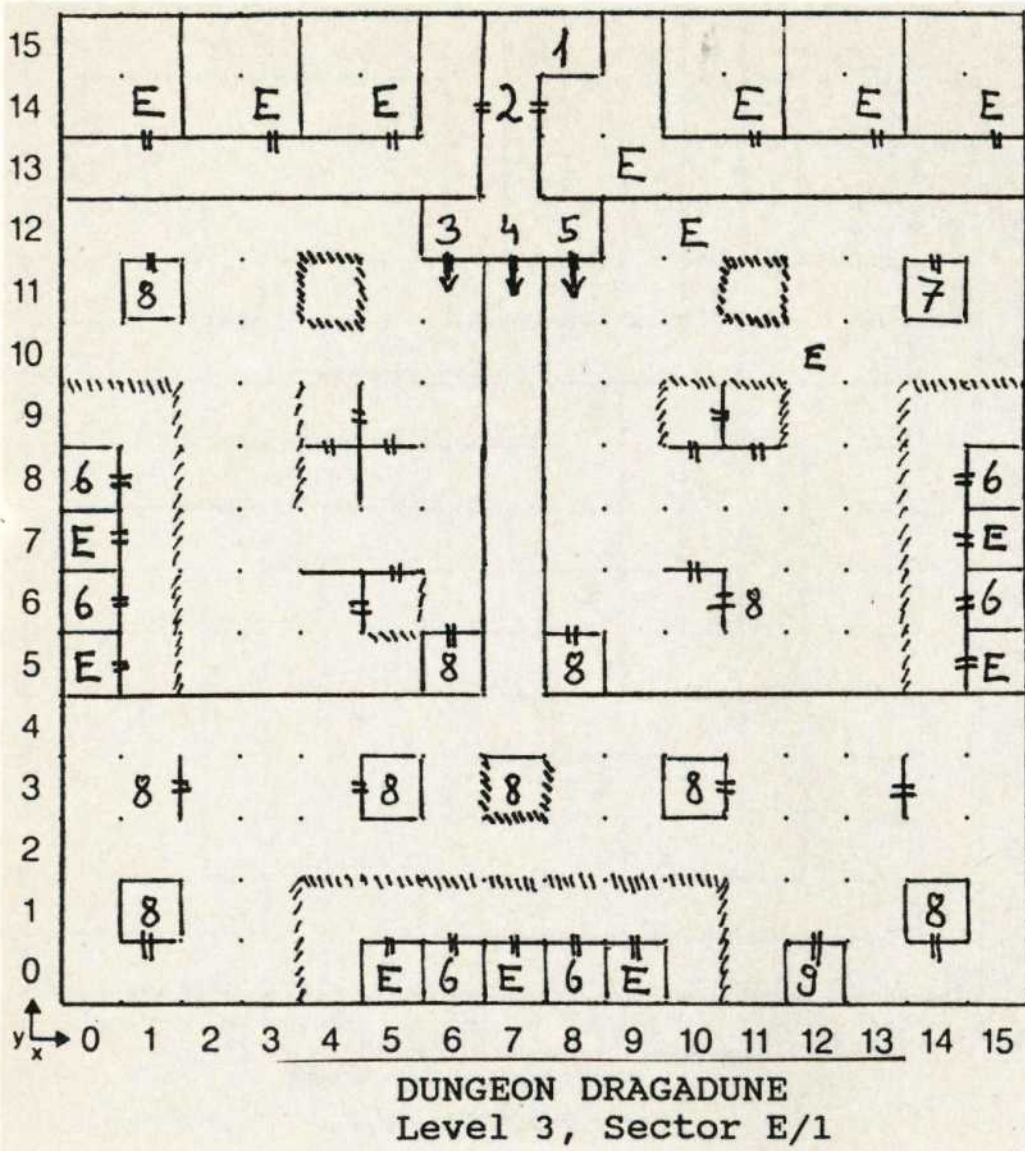 15 1
14 E E E 2 E E E
13 E
12 3 4 5 E
11 8 7
10 E
9
8 6 6
7 E E
6 6 8 6
5 E 8 8 E
4
3 8 8 8 8
2
1 8 8
0 E 6 E 6 E 9
y x 0 1 2 3 4 5 6 7 8 9 10 11 12 13 14 15
DUNGEON DRAGADUNE
Level 3, Sector E/1